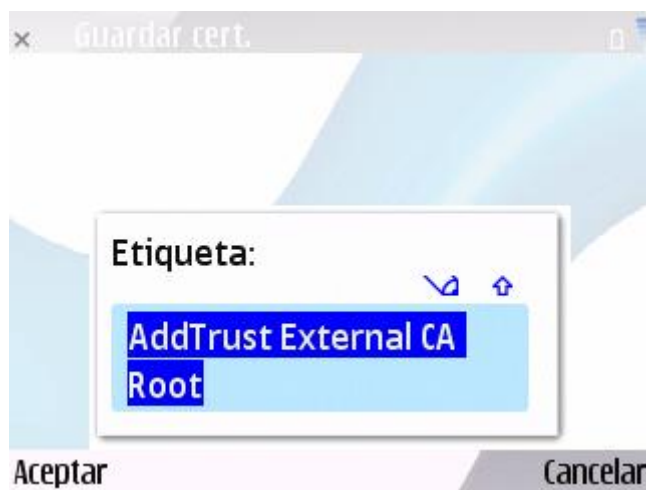 Guardar cert.
Etiqueta:
AddTrust External CA
Root
Aceptar Cancelar